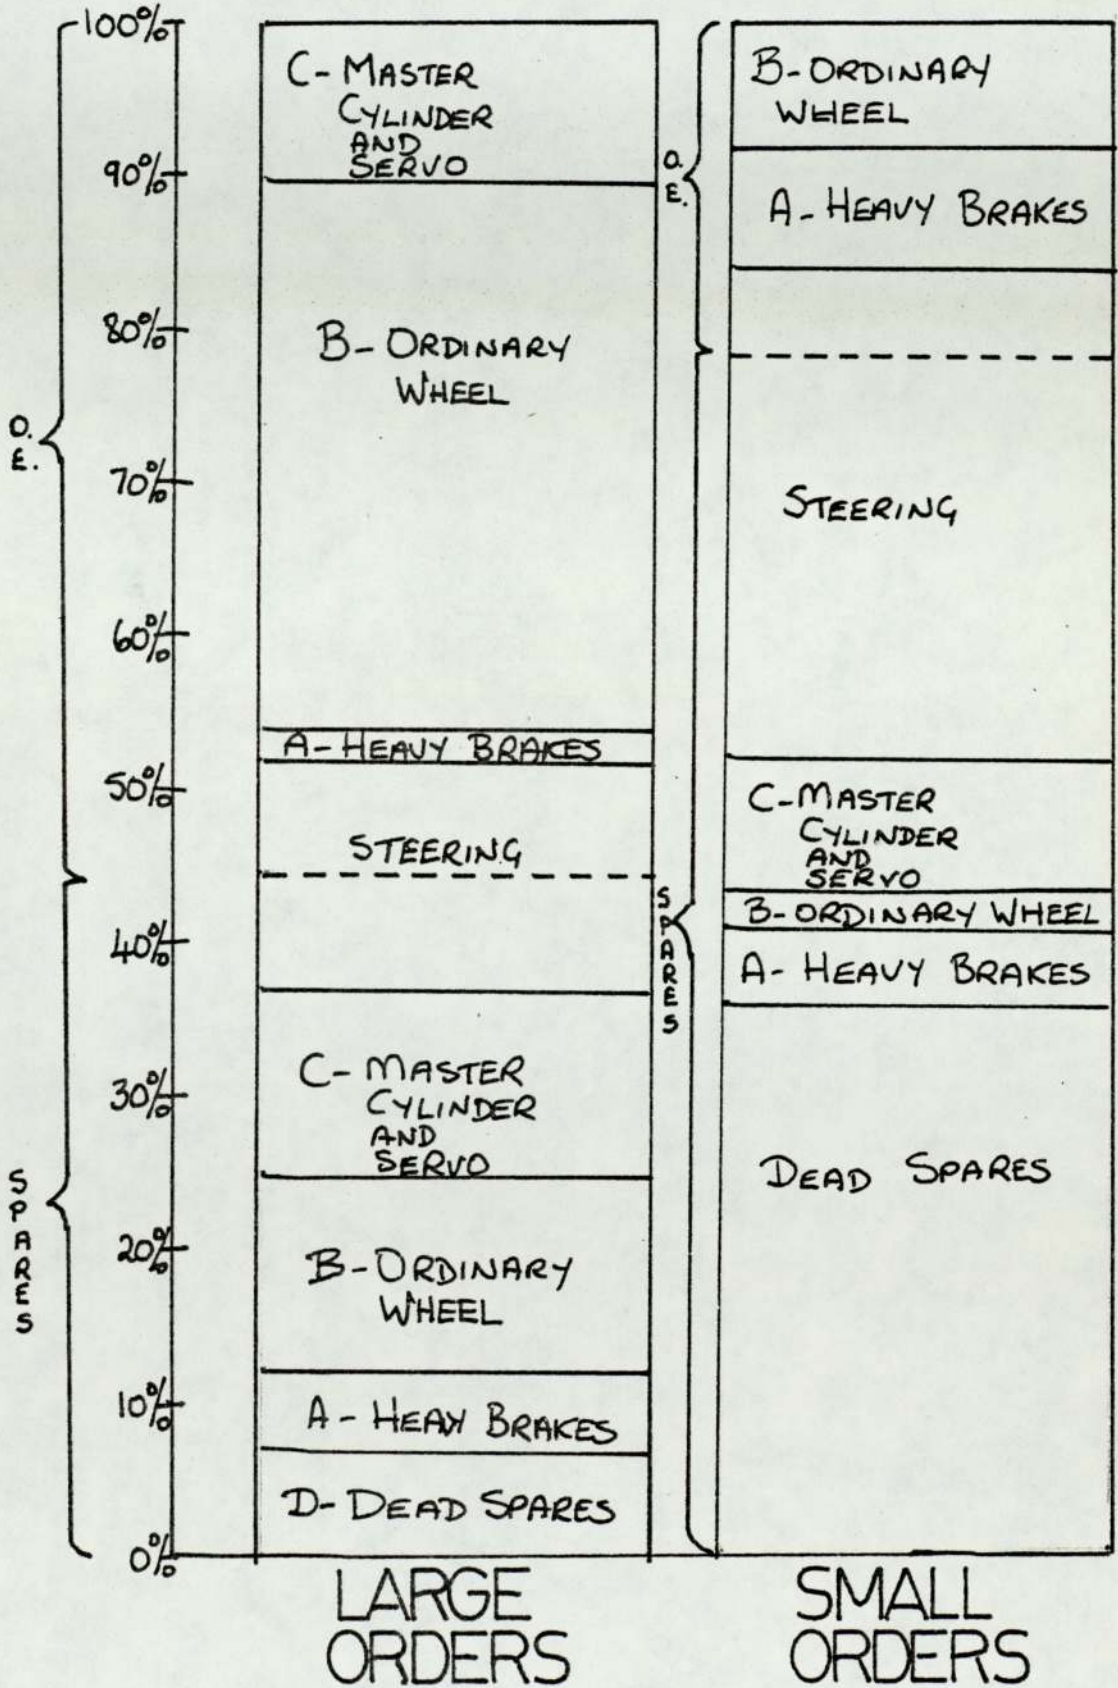 100%
90%
80%
70%
60%
50%
40%
30%
20%
10%
0%
O.
E.
SPARES
C- MASTER
CYLINDER
AND
SERVO
B- ORDINARY
WHEEL
A- HEAVY BRAKES
STEERING
C- MASTER
CYLINDER
AND
SERVO
B- ORDINARY
WHEEL
A - HEAVY BRAKES
D- DEAD SPARES
LARGE
ORDERS
O.
E.
SPARES
B- ORDINARY
WHEEL
A - HEAVY BRAKES
STEERING
C- MASTER
CYLINDER
AND
SERVO
B- ORDINARY WHEEL
A- HEAVY BRAKES
DEAD SPARES
SMALL
ORDERS